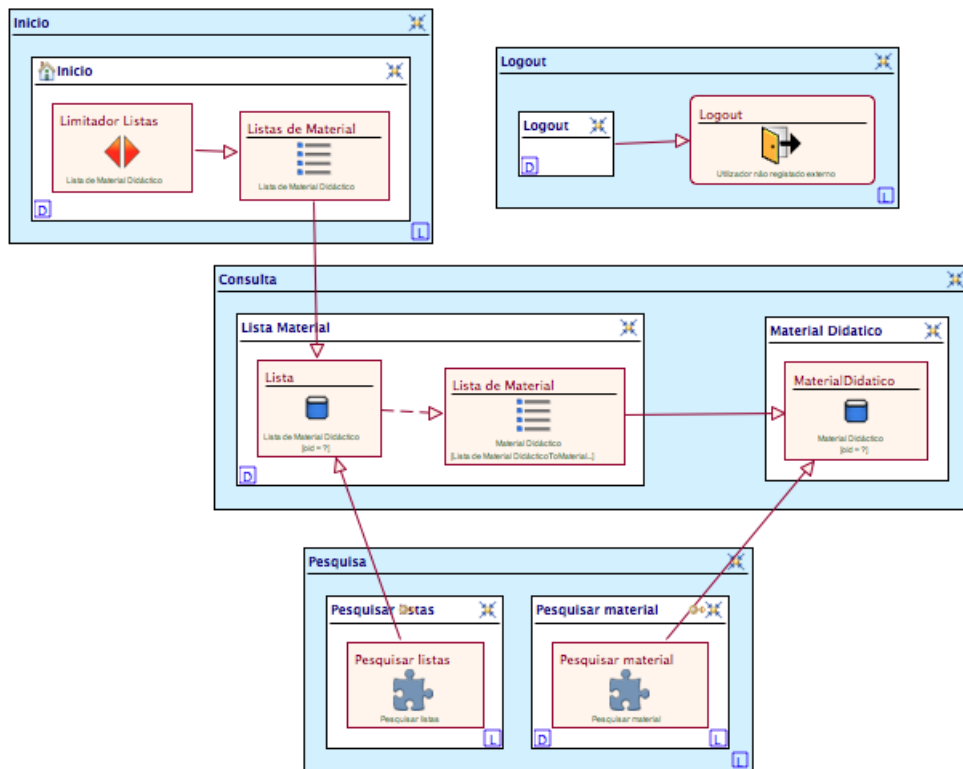 Inicio
Inicio
Limitador Listas
Lista de Material Didáctico
Listas de Material
Lista de Material Didáctico
D
L
Logout
Logout
D
Logout
Utilizador não registado externo
L
Consulta
Lista Material
Lista
Lista de Material Didáctico
[oid = ?]
Lista de Material
Material Didáctico
[Lista de Material DidácticoToMaterial...]
D
Material Didatico
MaterialDidatico
Material Didáctico
[oid = ?]
Pesquisa
Pesquisar listas
Pesquisar listas
Pesquisar listas
L
Pesquisar material
Pesquisar material
Pesquisar material
D
L
L